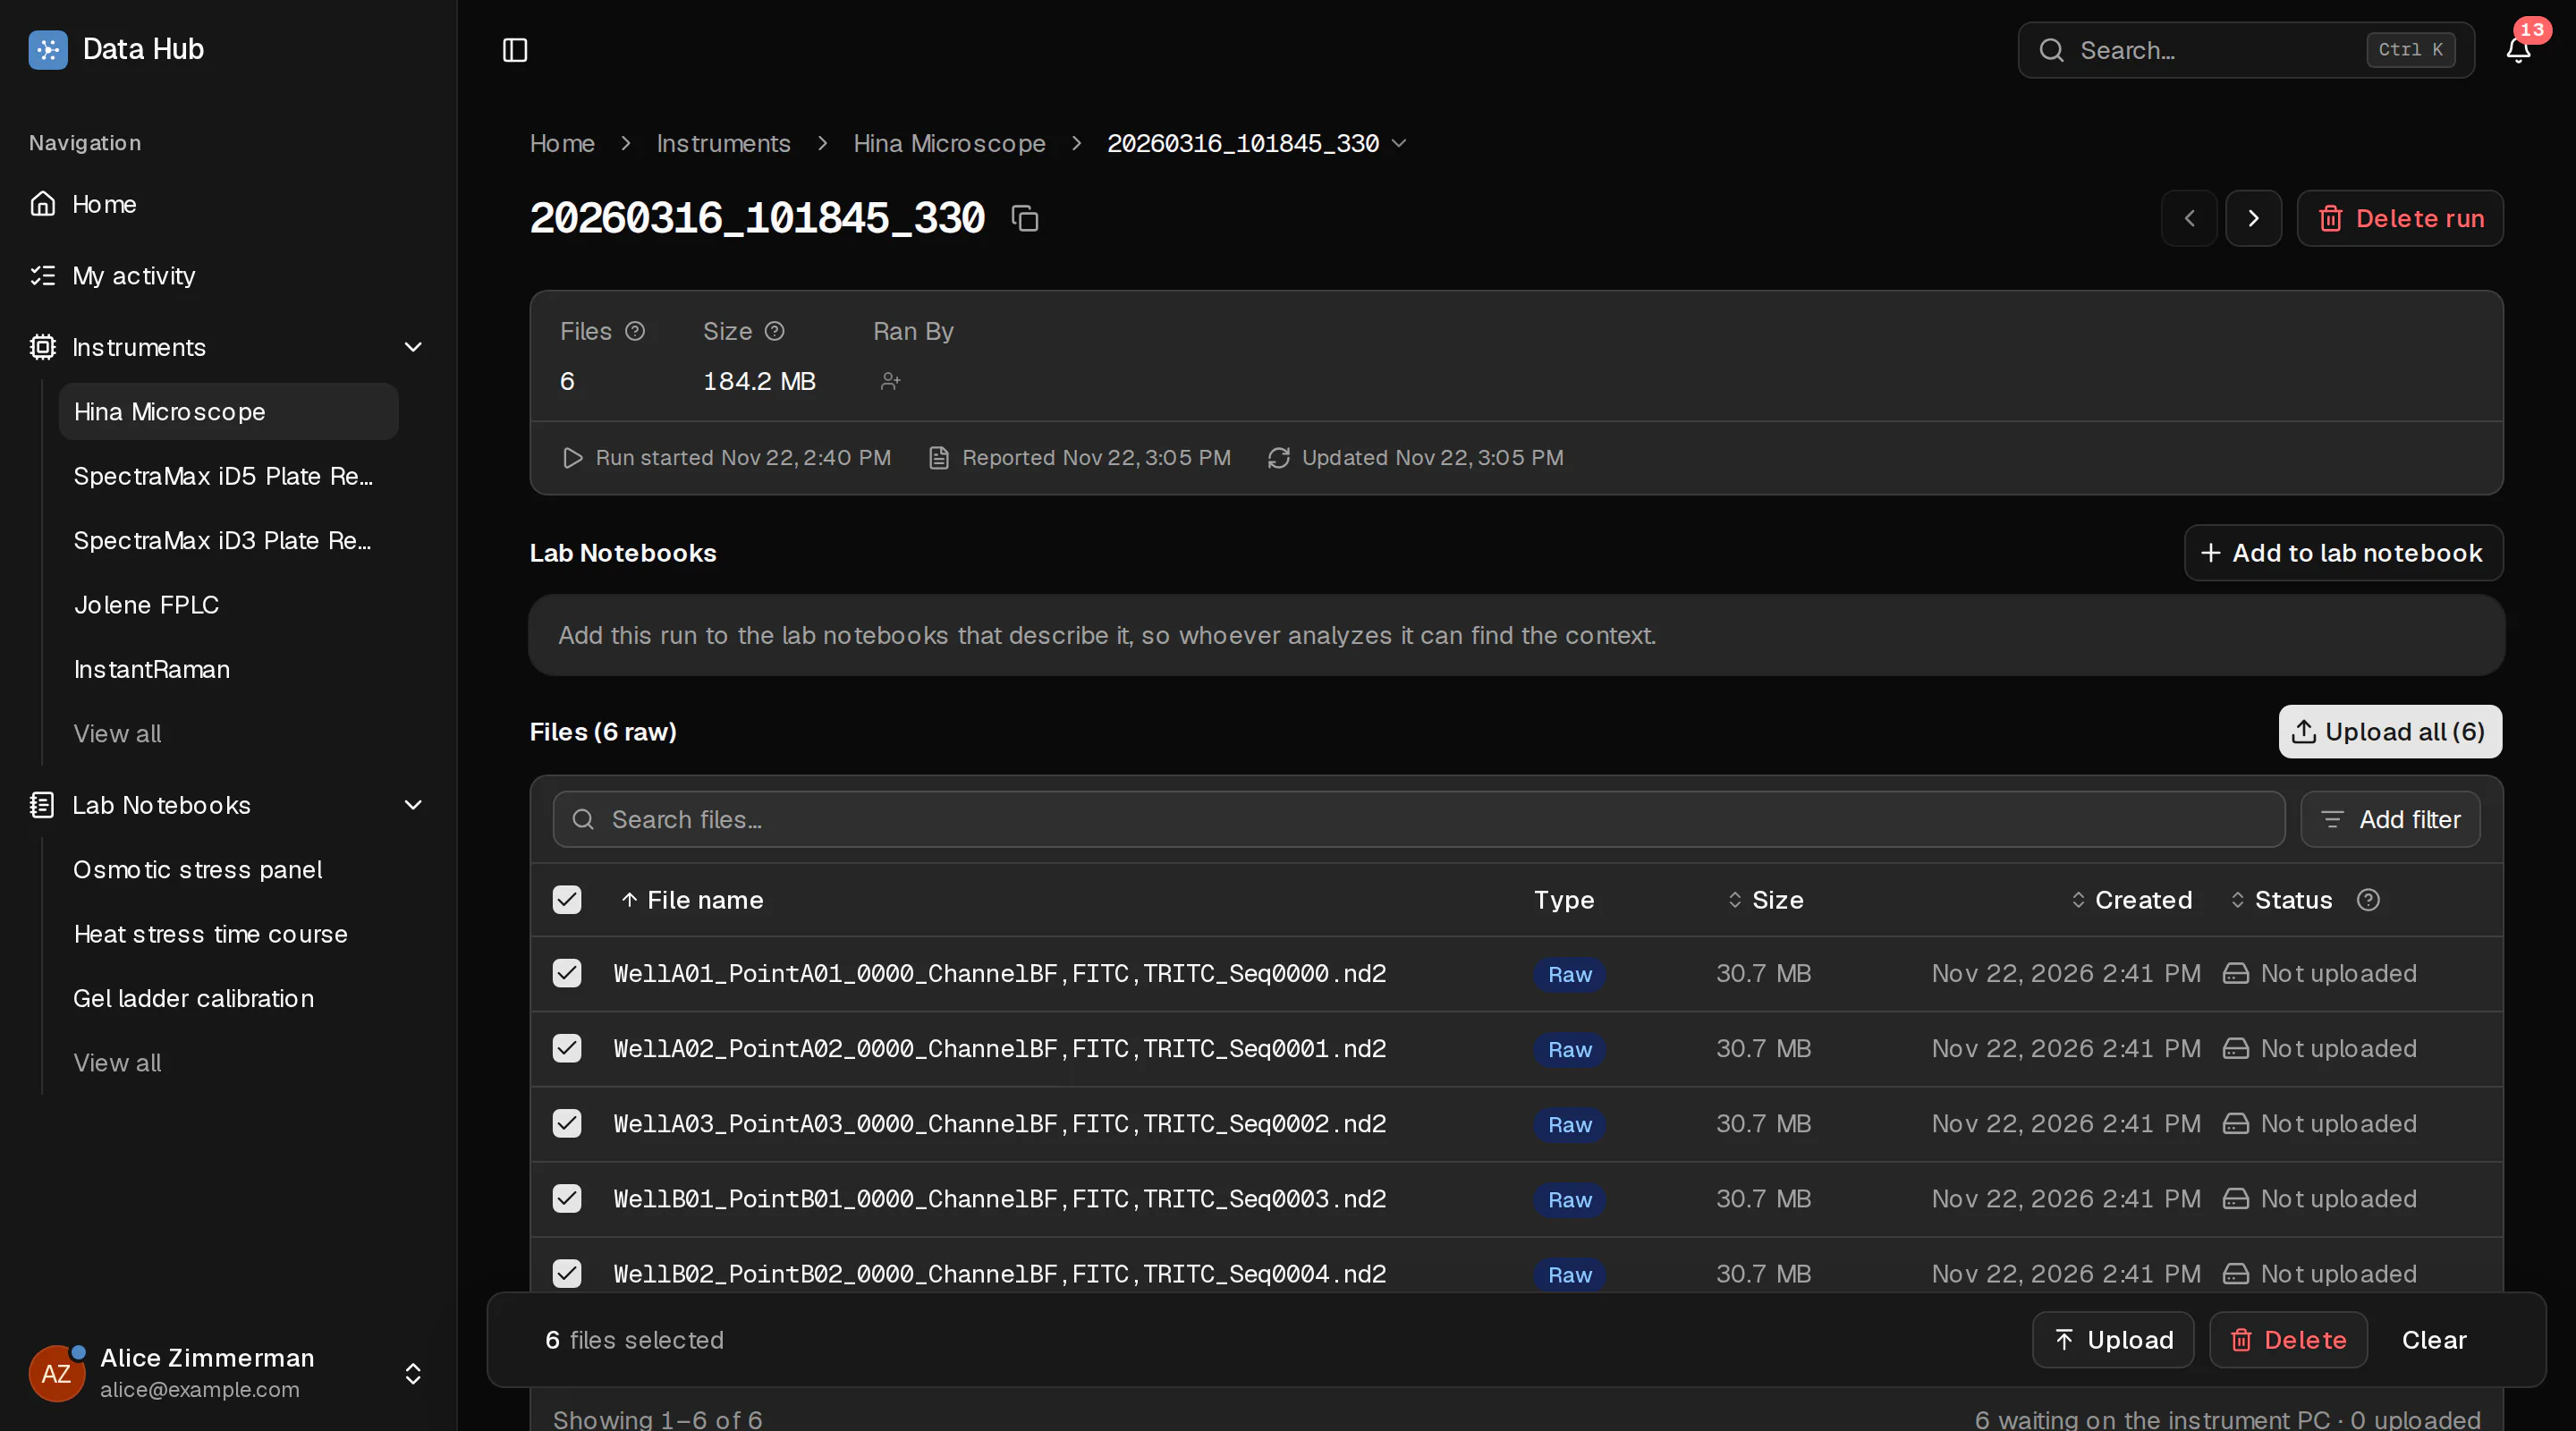 Data Hub
Search...
Ctrl K
13
Navigation
Home
My activity
Instruments
Hina Microscope
SpectraMax iD5 Plate Re...
SpectraMax iD3 Plate Re...
Jolene FPLC
InstantRaman
View all
Lab Notebooks
Osmotic stress panel
Heat stress time course
Gel ladder calibration
View all
AZ
Alice Zimmerman
alice@example.com
Home > Instruments > Hina Microscope > 20260316_101845_330
20260316_101845_330
Delete run
Files Size Ran By
6 184.2 MB
Run started Nov 22, 2:40 PM Reported Nov 22, 3:05 PM Updated Nov 22, 3:05 PM
Lab Notebooks
Add to lab notebook
Add this run to the lab notebooks that describe it, so whoever analyzes it can find the context.
Files (6 raw)
Upload all (6)
Search files...
Add filter
File name Type Size Created Status
WellA01_PointA01_0000_ChannelBF,FITC,TRITC_Seq0000.nd2 Raw 30.7 MB Nov 22, 2026 2:41 PM Not uploaded
WellA02_PointA02_0000_ChannelBF,FITC,TRITC_Seq0001.nd2 Raw 30.7 MB Nov 22, 2026 2:41 PM Not uploaded
WellA03_PointA03_0000_ChannelBF,FITC,TRITC_Seq0002.nd2 Raw 30.7 MB Nov 22, 2026 2:41 PM Not uploaded
WellB01_PointB01_0000_ChannelBF,FITC,TRITC_Seq0003.nd2 Raw 30.7 MB Nov 22, 2026 2:41 PM Not uploaded
WellB02_PointB02_0000_ChannelBF,FITC,TRITC_Seq0004.nd2 Raw 30.7 MB Nov 22, 2026 2:41 PM Not uploaded
6 files selected
Upload
Delete
Clear
Showing 1–6 of 6
6 waiting on the instrument PC · 0 uploaded